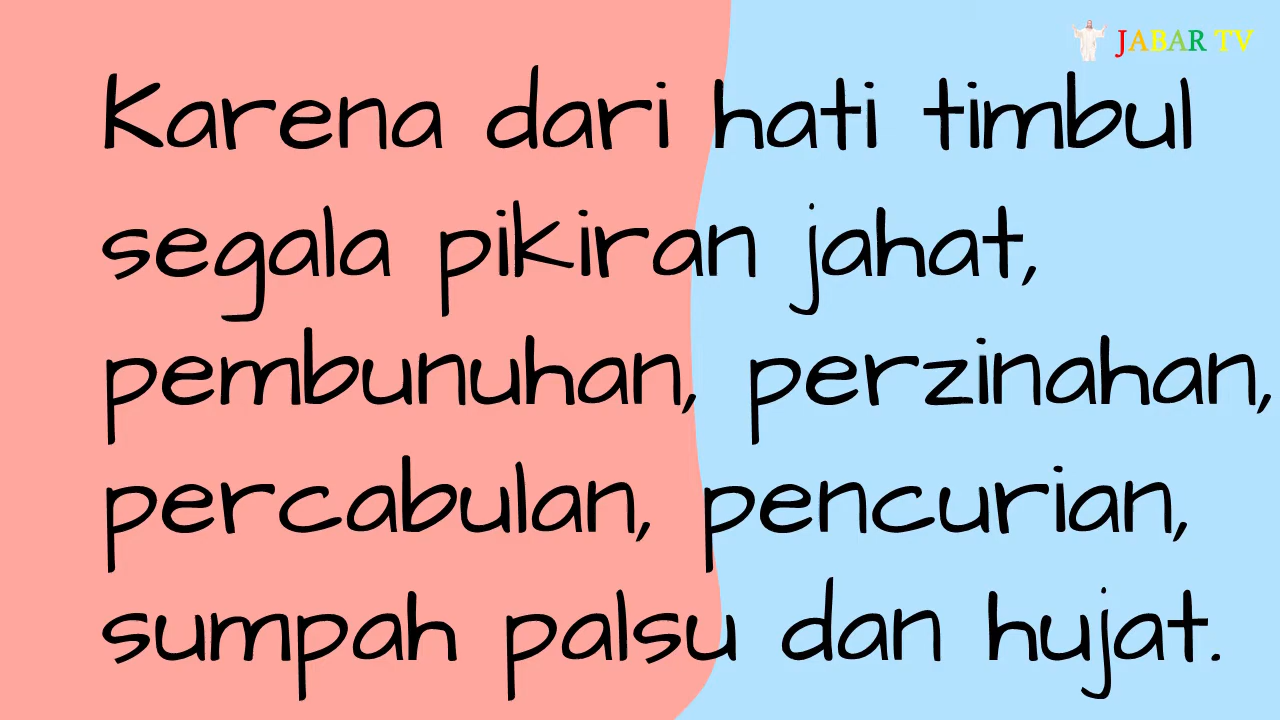 JABAR TV
Karena dari hati timbul
segala pikiran jahat,
pembunuhan, perzinahan,
percabulan, pencurian,
sumpah palsu dan hujat.